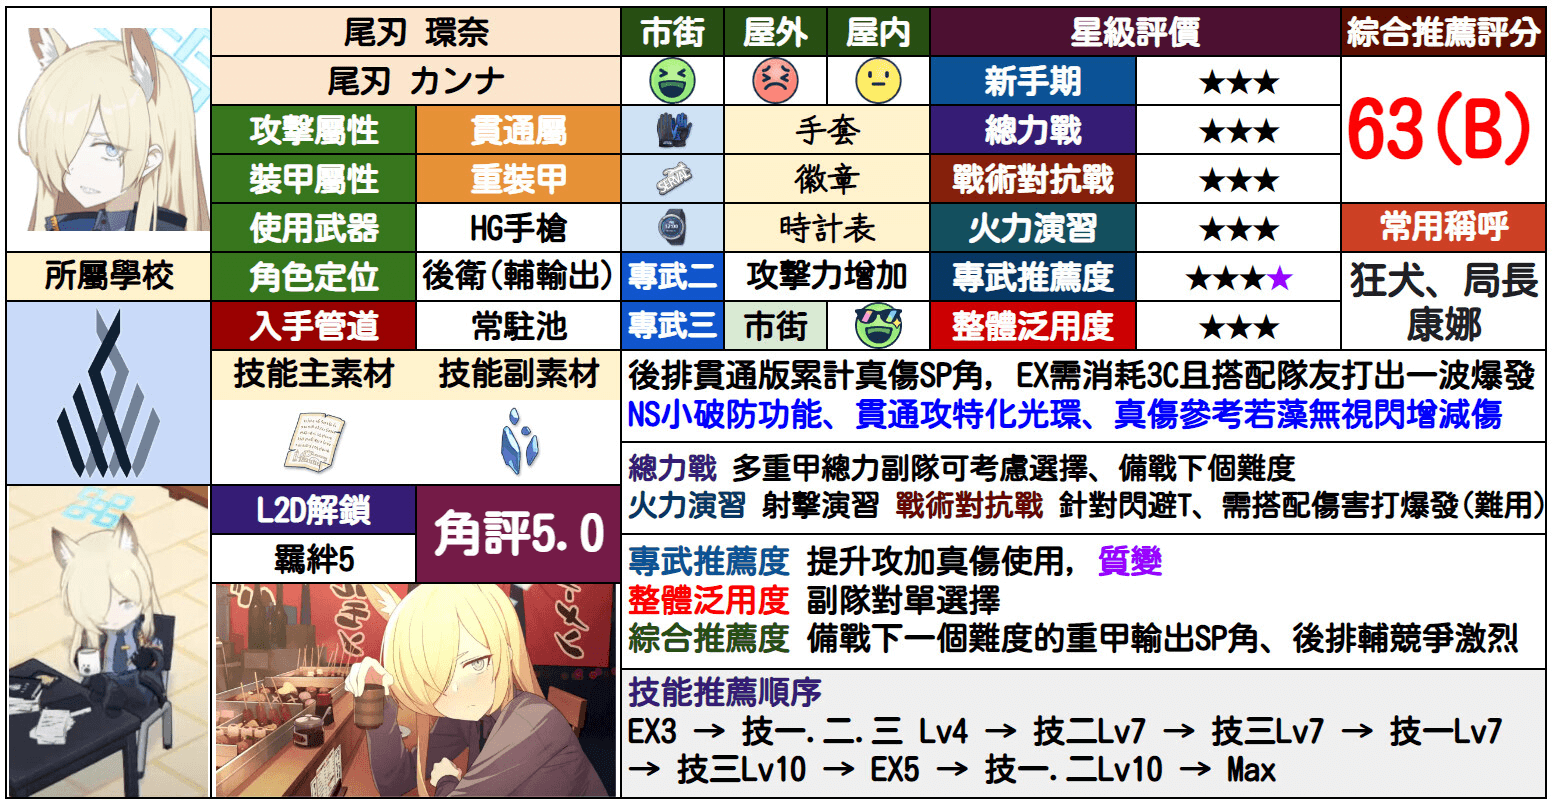 尾刃 環奈
市街
屋外
屋内
星級評價
綜合推薦評分
尾刃 カンナ
新手期
★★★
63(B)
攻擊屬性
貫通屬
手套
總力戰
★★★
裝甲屬性
重裝甲
SERVAL
徽章
戰術對抗戰
★★★
使用武器
HG手槍
時計表
火力演習
★★★
常用稱呼
所屬學校
角色定位
後衛(輔輸出)
專武二
攻擊力增加
專武推薦度
★★★★
狂犬、局長
康娜
入手管道
常駐池
專武三
市街
整體泛用度
★★★
技能主素材
技能副素材
後排貫通版累計真傷SP角, EX需消耗3C且搭配隊友打出一波爆發
NS小破防功能、貫通攻特化光環、真傷參考若藻無視閃增減傷
總力戰 多重甲總力副隊可考慮選擇、備戰下個難度
火力演習 射擊演習 戰術對抗戰 針對閃避T、需搭配傷害打爆發(難用)
L2D解鎖
角評5.0
羈絆5
專武推薦度 提升攻加真傷使用, 質變
整體泛用度 副隊對單選擇
綜合推薦度 備戰下一個難度的重甲輸出SP角、後排輔競爭激烈
技能推薦順序
EX3 → 技一.二.三 Lv4 → 技二Lv7 → 技三Lv7 → 技一Lv7
→ 技三Lv10 → EX5 → 技一.二Lv10 → Max